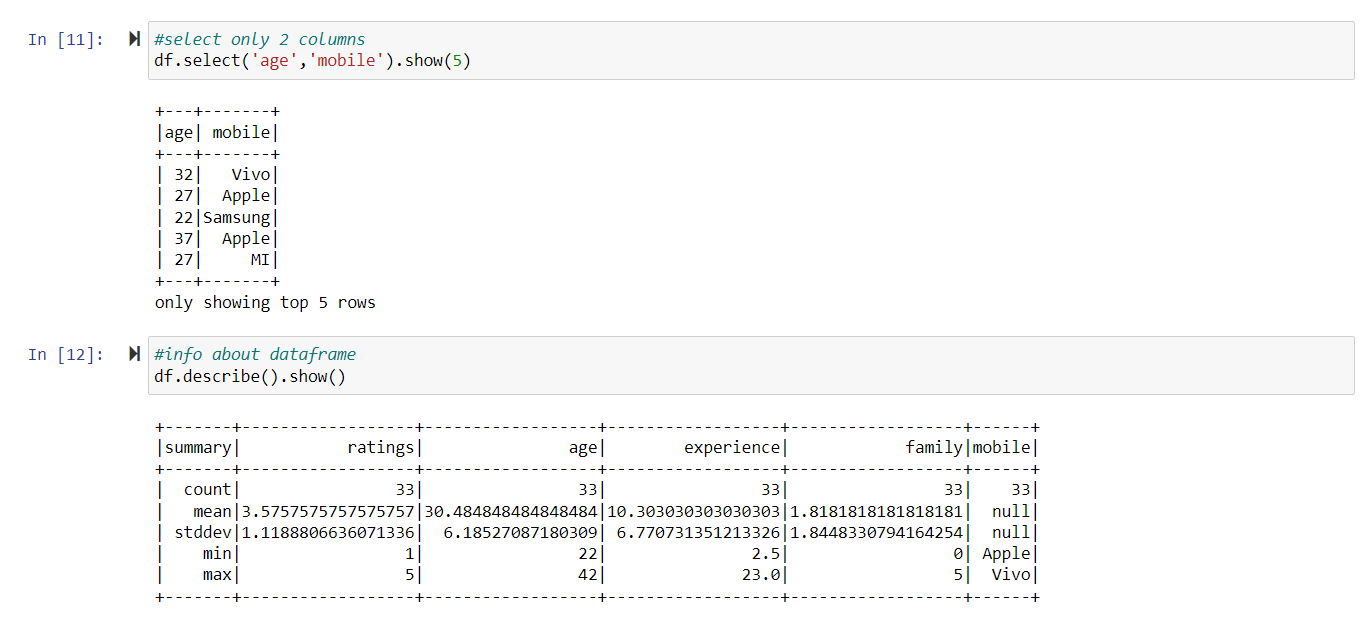 In [11]: #select only 2 columns
df.select('age','mobile').show(5)
+---+-------+
|age| mobile|
+---+-------+
| 32|   Vivo|
| 27|  Apple|
| 22|Samsung|
| 37|  Apple|
| 27|     MI|
+---+-------+
only showing top 5 rows
In [12]: #info about dataframe
df.describe().show()
+-------+------------------+------------------+------------------+------------------+------+
|summary|           ratings|               age|        experience|            family|mobile|
+-------+------------------+------------------+------------------+------------------+------+
|  count|                33|                33|                33|                33|    33|
|   mean|3.5757575757575757|30.484848484848484|10.303030303030303|1.8181818181818181|  null|
| stddev|1.1188806636071336|  6.18527087180309| 6.770731351213326|1.8448330794164254|  null|
|    min|                 1|                22|               2.5|                 0| Apple|
|    max|                 5|                42|              23.0|                 5|  Vivo|
+-------+------------------+------------------+------------------+------------------+------+